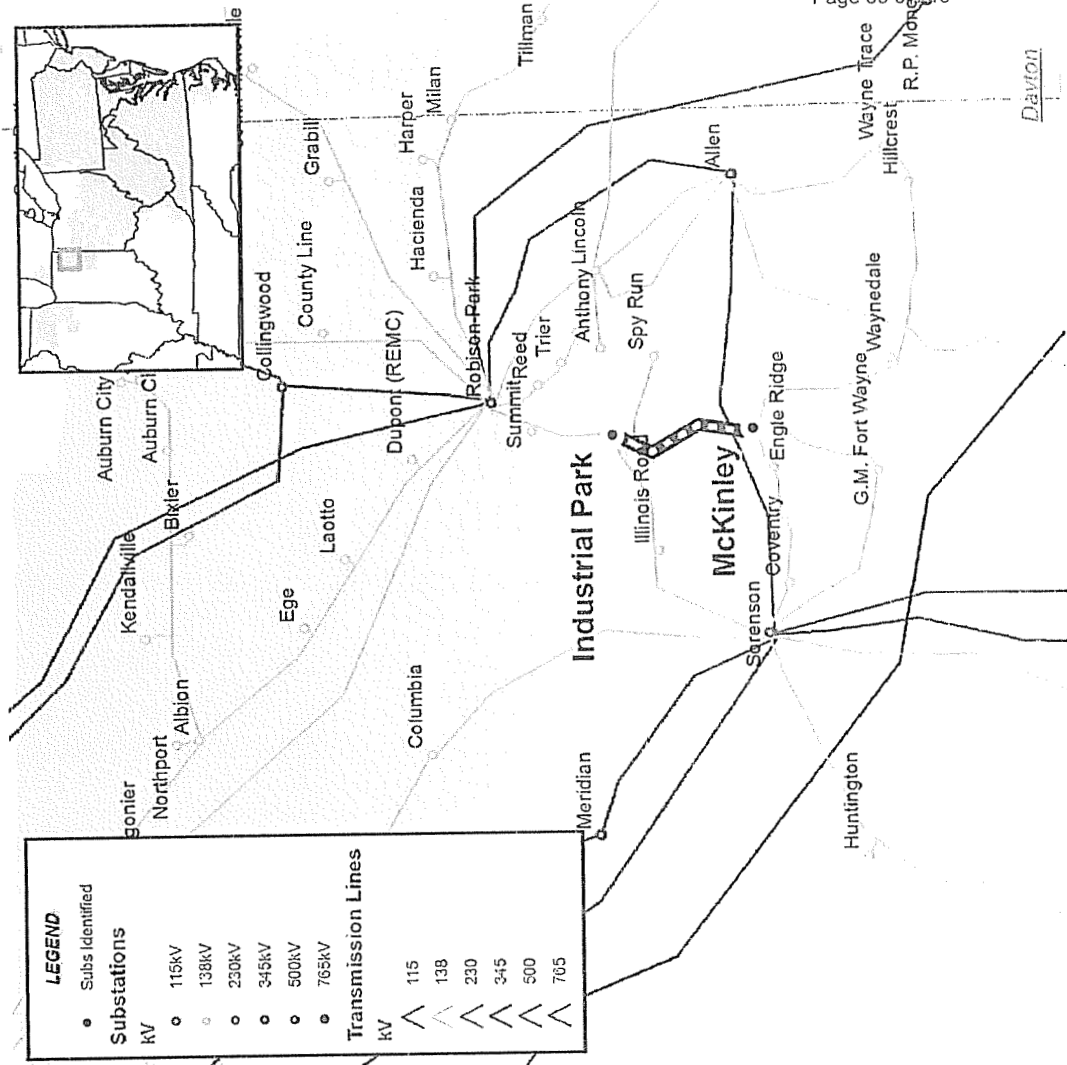 LEGEND
Subs Identified
Substations
kV
115kV
138kV
230kV
345kV
500kV
765kV
Transmission Lines
kV
115
138
230
345
500
765
gonier
Northport
Albion
Kendallville
Bixler
Auburn City
Auburn Ci
Collingwood
County Line
Grabill
Ege
Laotto
Dupont (REMC)
Robison Park
Hacienda
Harper
Milan
Tillman
Columbia
Summit
Reed
Trier
Anthony
Lincoln
Spy Run
Allen
Industrial Park
Illinois Ro
McKinley
Engle Ridge
Coventry
Sorenson
Meridian
Huntington
G.M. Fort Wayne
Waynedale
Hillcrest
Wayne Trace
R.P. Mone
Dayton